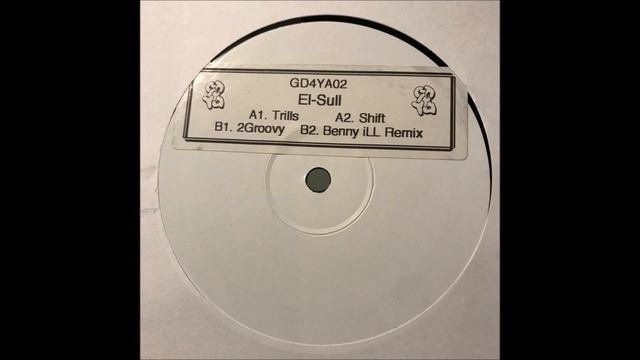 GD4YA02
El-Sull
A1. Trills A2. Shift
B1. 2Groovy B2. Benny iLL Remix